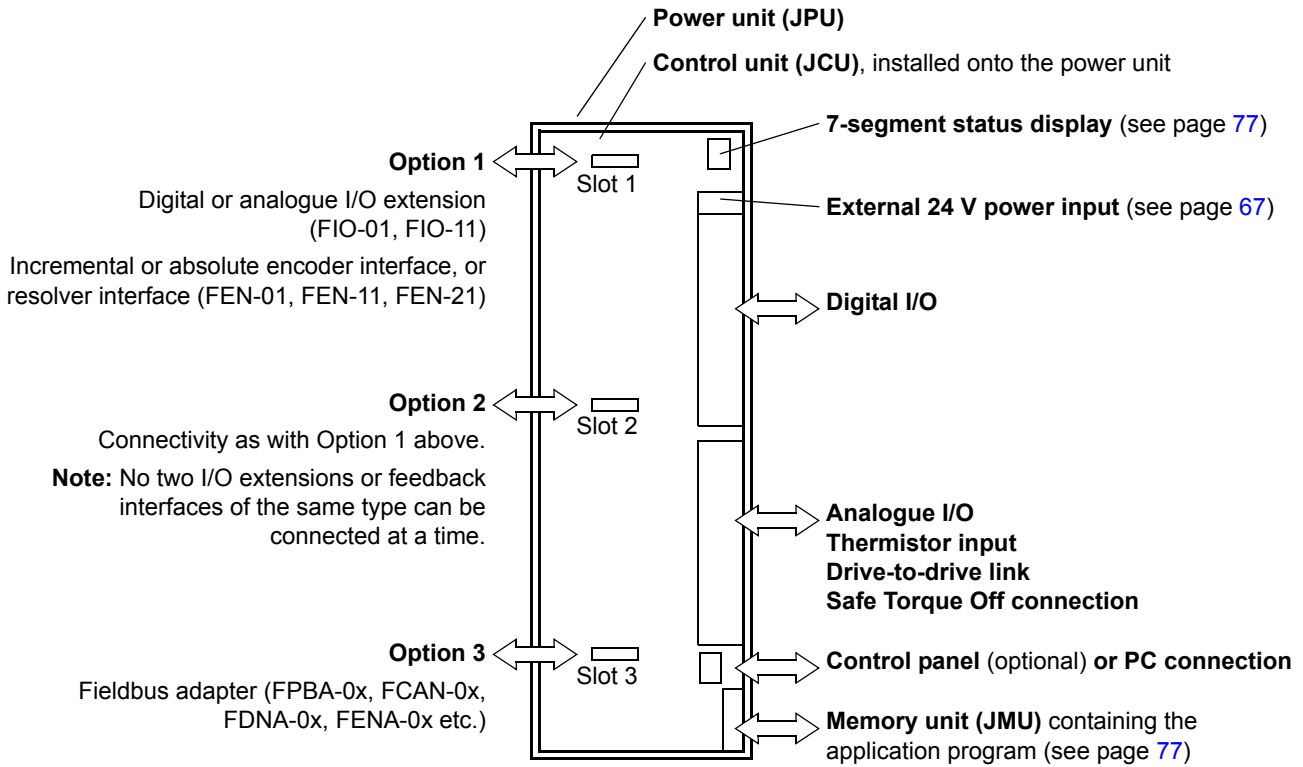 Power unit (JPU)
Control unit (JCU), installed onto the power unit
7-segment status display (see page 77)
Option 1
Slot 1
Digital or analogue I/O extension
(FIO-01, FIO-11)
External 24 V power input (see page 67)
Incremental or absolute encoder interface, or
resolver interface (FEN-01, FEN-11, FEN-21)
Digital I/O
Option 2
Slot 2
Connectivity as with Option 1 above.
Note: No two I/O extensions or feedback
interfaces of the same type can be
connected at a time.
Analogue I/O
Thermistor input
Drive-to-drive link
Safe Torque Off connection
Option 3
Slot 3
Fieldbus adapter (FPBA-0x, FCAN-0x,
FDNA-0x, FENA-0x etc.)
Control panel (optional) or PC connection
Memory unit (JMU) containing the
application program (see page 77)